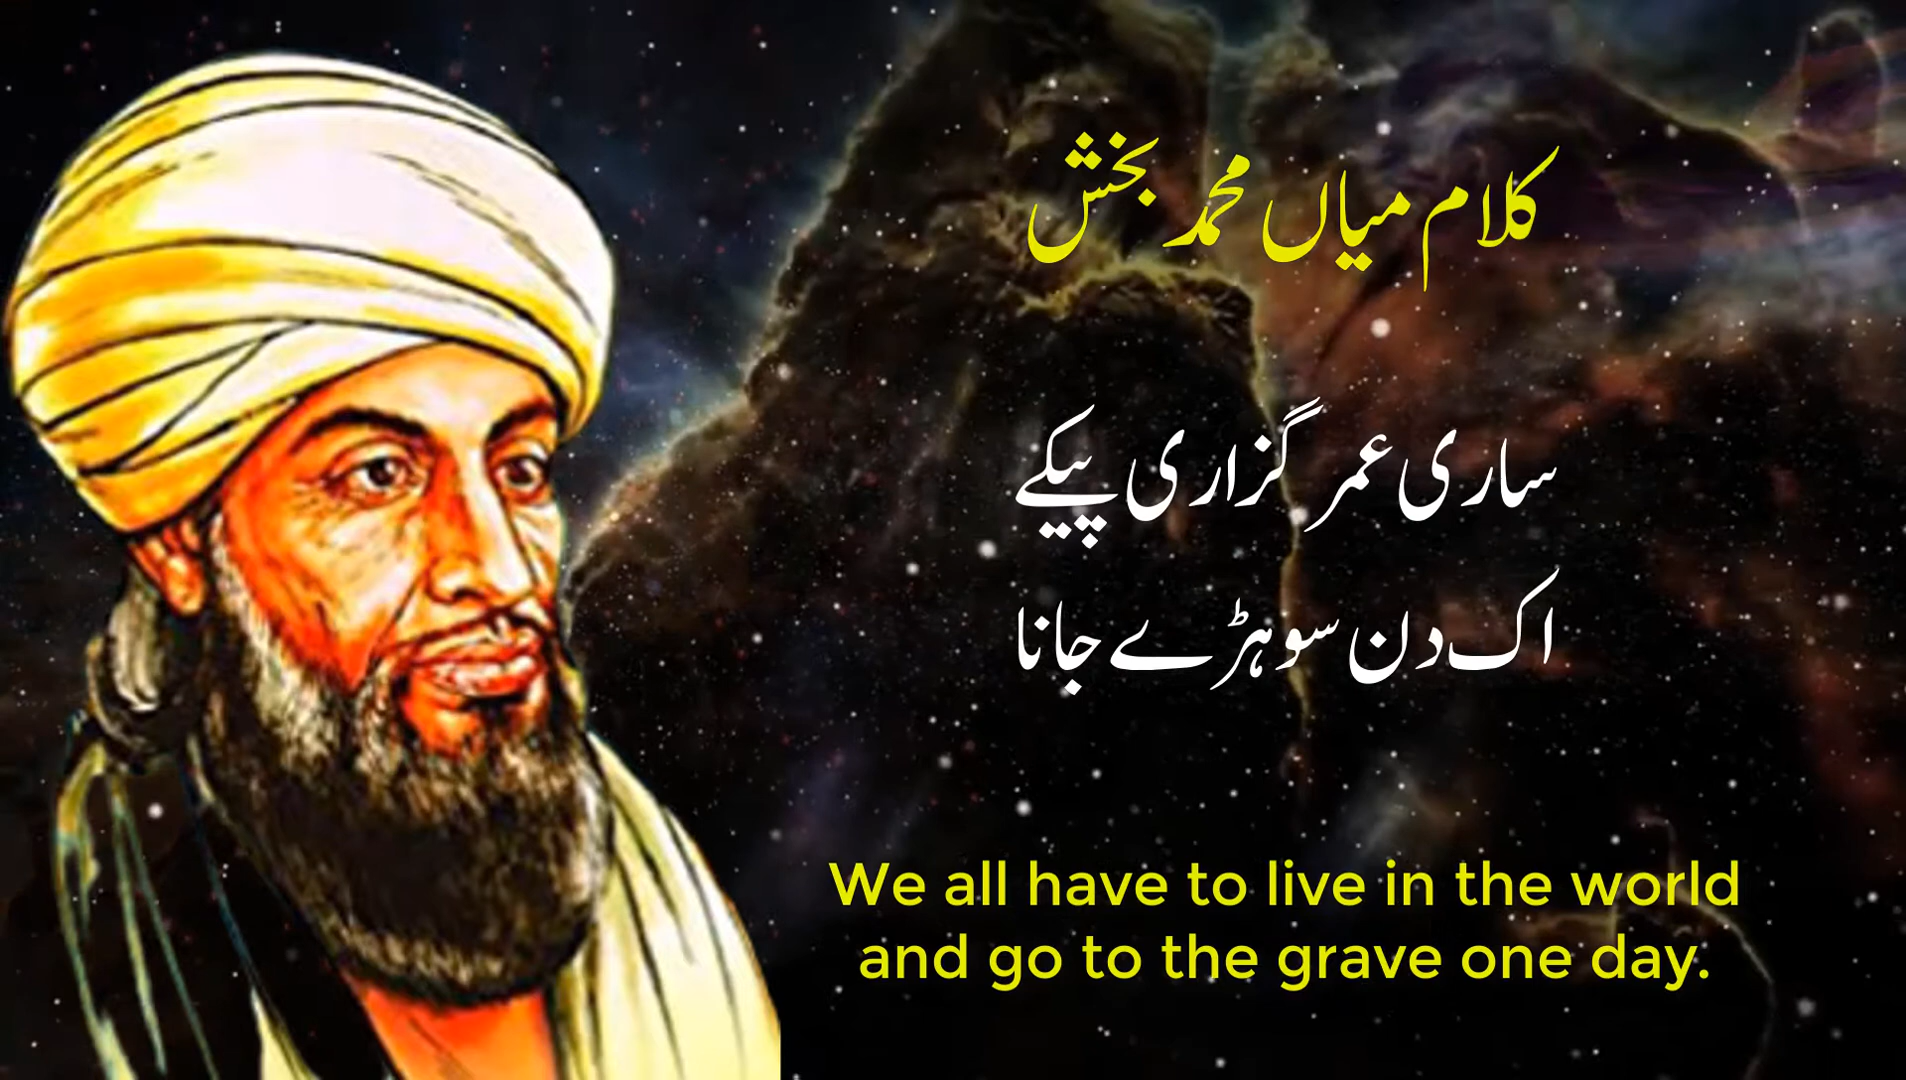 کلام میاں محمد بخش
ساری عمر گزاری پیکے
اک دن سوہڑے جانا
We all have to live in the world
and go to the grave one day.